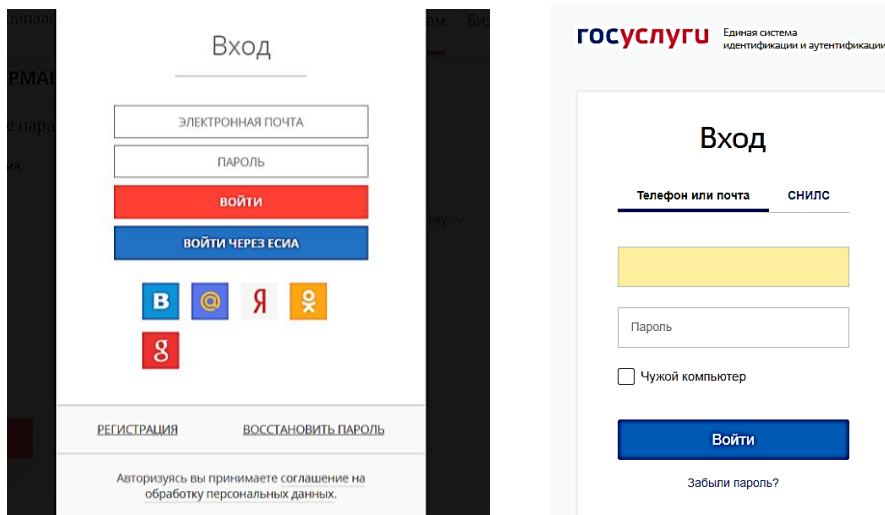 Вход
ЭЛЕКТРОННАЯ ПОЧТА
ПАРОЛЬ
ВОЙТИ
ВОЙТИ ЧЕРЕЗ ЕСИА
В @ Я
g
РЕГИСТРАЦИЯ ВОССТАНОВИТЬ ПАРОЛЬ
Авторизуясь вы принимаете соглашение на
обработку персональных данных.
госуслуги
Единая система
идентификации и аутентификации
Вход
Телефон или почта СНИЛС
Пароль
Чужой компьютер
Войти
Забыли пароль?